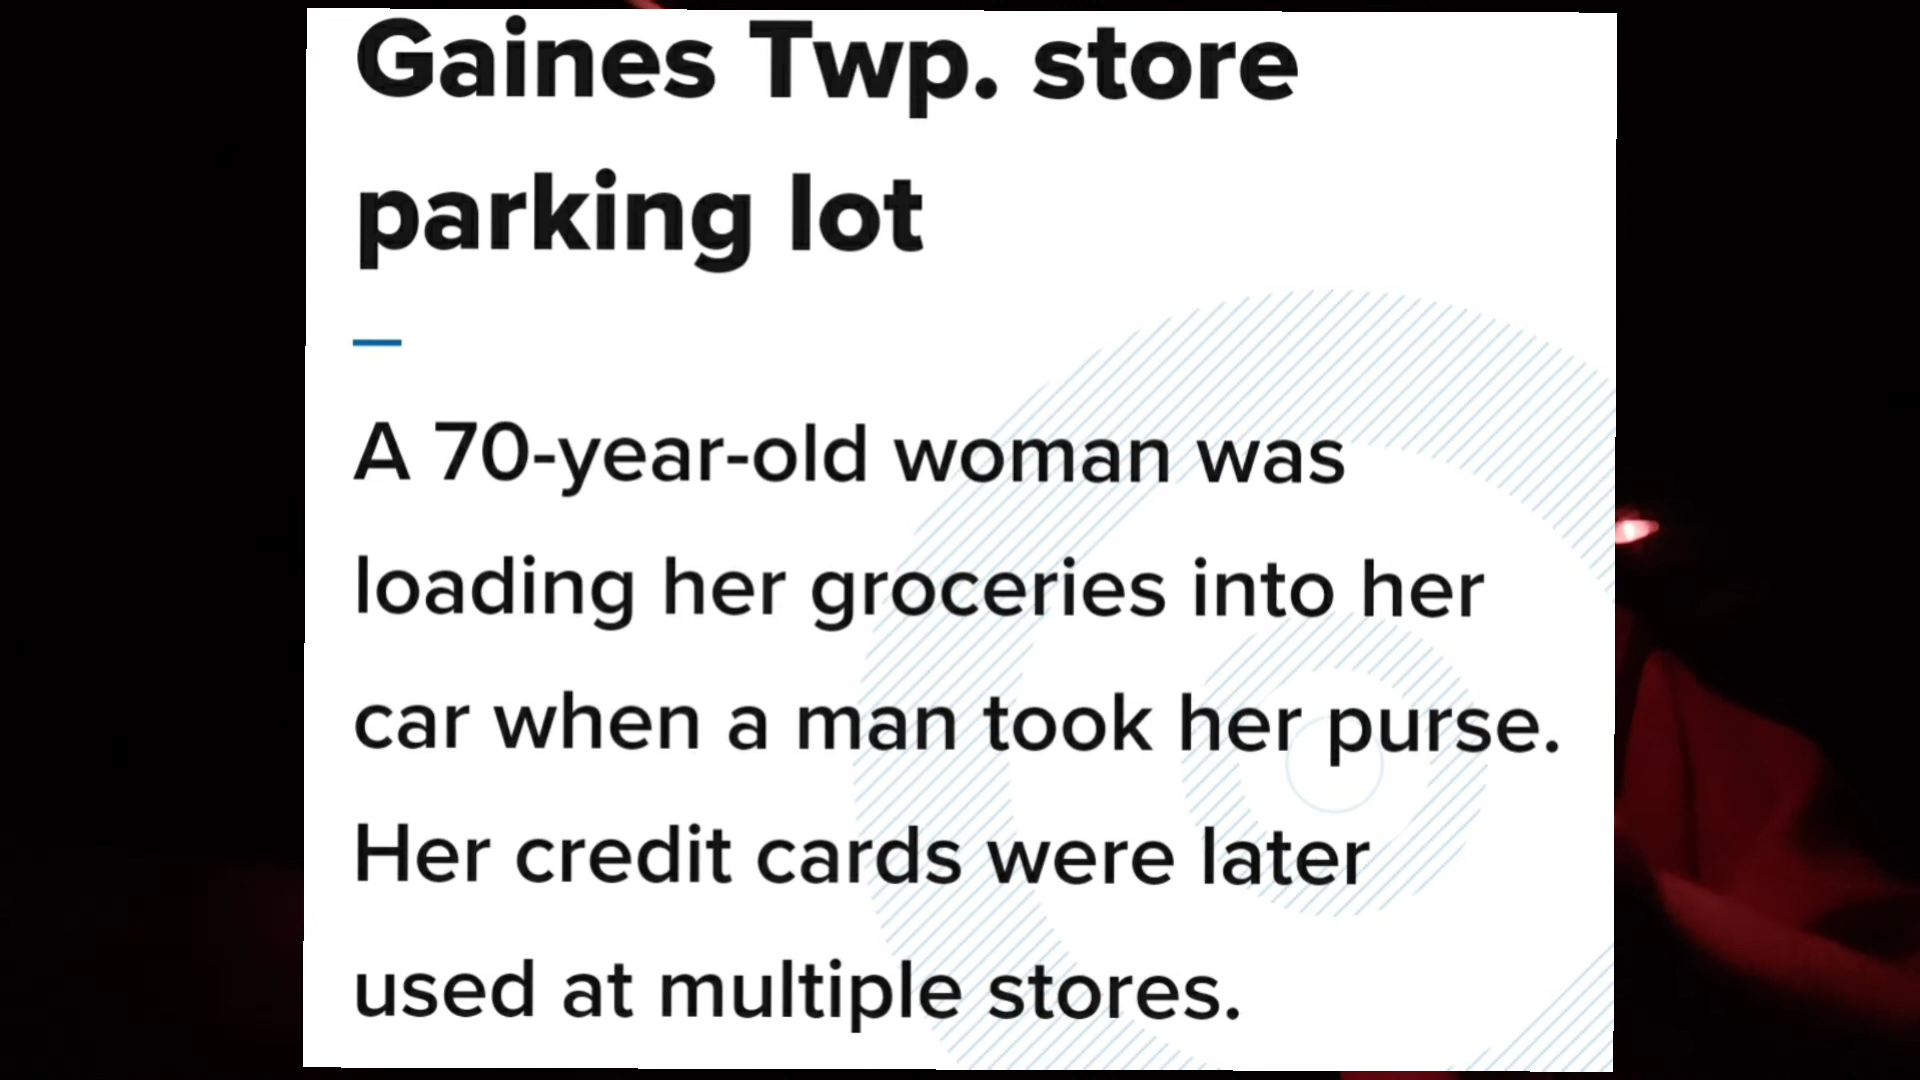 Gaines Twp. store
parking lot
A 70-year-old woman was
loading her groceries into her
car when a man took her purse.
Her credit cards were later
used at multiple stores.